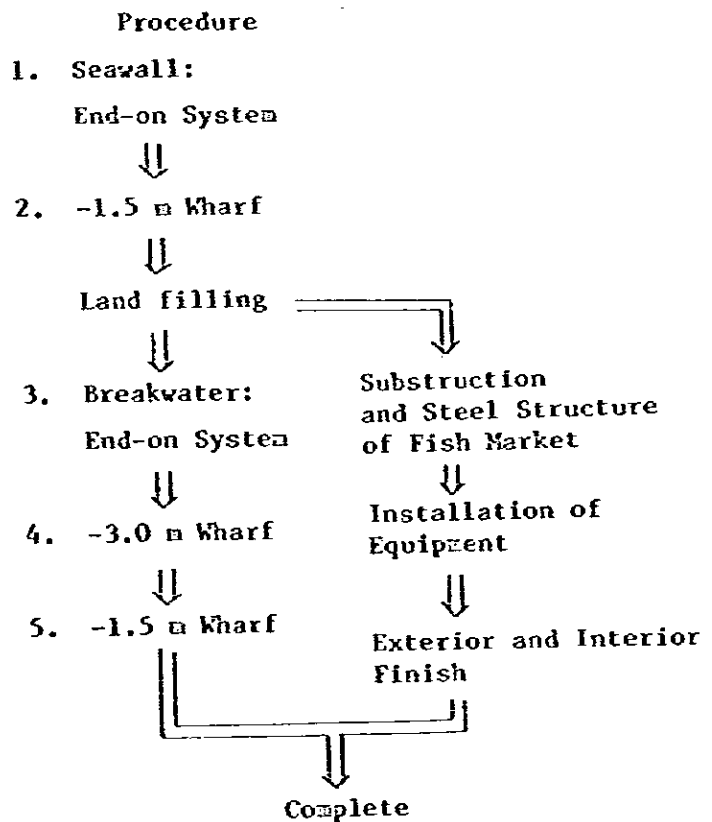 Procedure
1. Seawall:
End-on System
2. -1.5 m Wharf
Land filling
3. Breakwater:
End-on System
4. -3.0 m Wharf
5. -1.5 m Wharf
Substruction
and Steel Structure
of Fish Market
Installation of
Equipment
Exterior and Interior
Finish
Complete